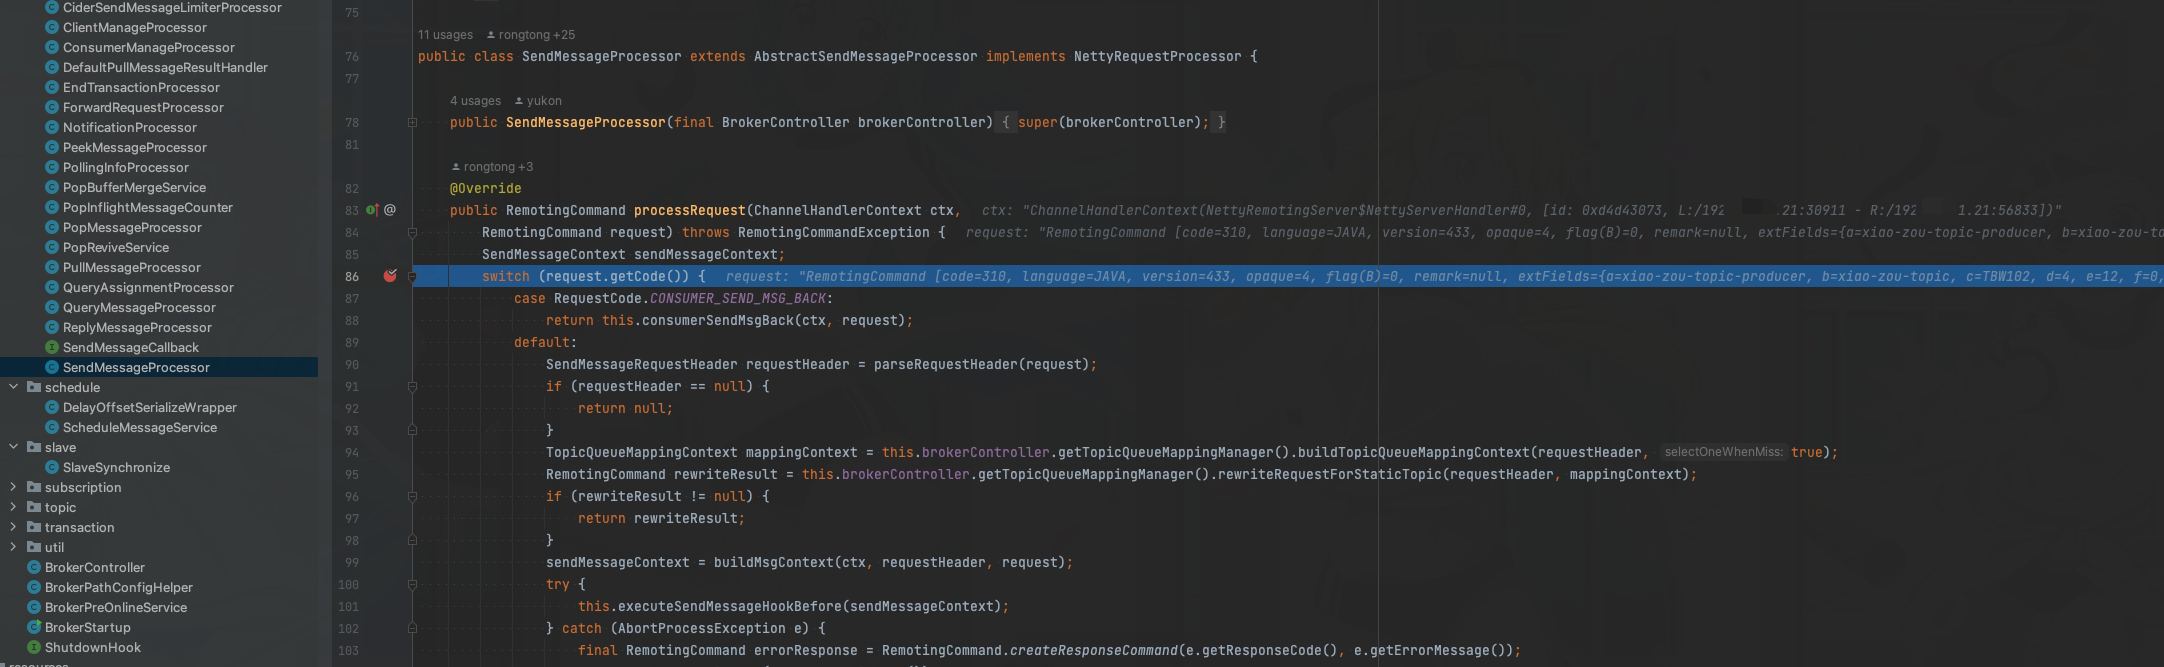 CiderSendMessageLimiterProcessor
ClientManageProcessor
ConsumerManageProcessor
DefaultPullMessageResultHandler
EndTransactionProcessor
ForwardRequestProcessor
NotificationProcessor
PeekMessageProcessor
PollingInfoProcessor
PopBufferMergeService
PopInflightMessageCounter
PopMessageProcessor
PopReviveService
PullMessageProcessor
QueryAssignmentProcessor
QueryMessageProcessor
ReplyMessageProcessor
SendMessageCallback
SendMessageProcessor
schedule
DelayOffsetSerializeWrapper
ScheduleMessageService
slave
SlaveSynchronize
subscription
topic
transaction
util
BrokerController
BrokerPathConfigHelper
BrokerPreOnlineService
BrokerStartup
ShutdownHook
75
11 usages rongtong +25
76 public class SendMessageProcessor extends AbstractSendMessageProcessor implements NettyRequestProcessor {
77
4 usages yukon
78 public SendMessageProcessor(final BrokerController brokerController) { super(brokerController); }
81
rongtong +3
82 @Override
83 @ public RemotingCommand processRequest(ChannelHandlerContext ctx, ctx: "ChannelHandlerContext(NettyRemotingServer$NettyServerHandler#0, [id: 0xd4d43073, L:/192 .21:30911 - R:/192 1.21:56833])"
84 RemotingCommand request) throws RemotingCommandException { request: "RemotingCommand [code=310, language=JAVA, version=433, opaque=4, flag(B)=0, remark=null, extFields={a=xiao-zou-topic-producer, b=xiao-zou-to
85 SendMessageContext sendMessageContext;
86 switch (request.getCode()) { request: "RemotingCommand [code=310, language=JAVA, version=433, opaque=4, flag(B)=0, remark=null, extFields={a=xiao-zou-topic-producer, b=xiao-zou-topic, c=TBW102, d=4, e=12, f=0,
87 case RequestCode.CONSUMER_SEND_MSG_BACK:
88 return this.consumerSendMsgBack(ctx, request);
89 default:
90 SendMessageRequestHeader requestHeader = parseRequestHeader(request);
91 if (requestHeader == null) {
92 return null;
93 }
94 TopicQueueMappingContext mappingContext = this.brokerController.getTopicQueueMappingManager().buildTopicQueueMappingContext(requestHeader, selectOneWhenMiss: true);
95 RemotingCommand rewriteResult = this.brokerController.getTopicQueueMappingManager().rewriteRequestForStaticTopic(requestHeader, mappingContext);
96 if (rewriteResult != null) {
97 return rewriteResult;
98 }
99 sendMessageContext = buildMsgContext(ctx, requestHeader, request);
100 try {
101 this.executeSendMessageHookBefore(sendMessageContext);
102 } catch (AbortProcessException e) {
103 final RemotingCommand errorResponse = RemotingCommand.createResponseCommand(e.getResponseCode(), e.getErrorMessage());